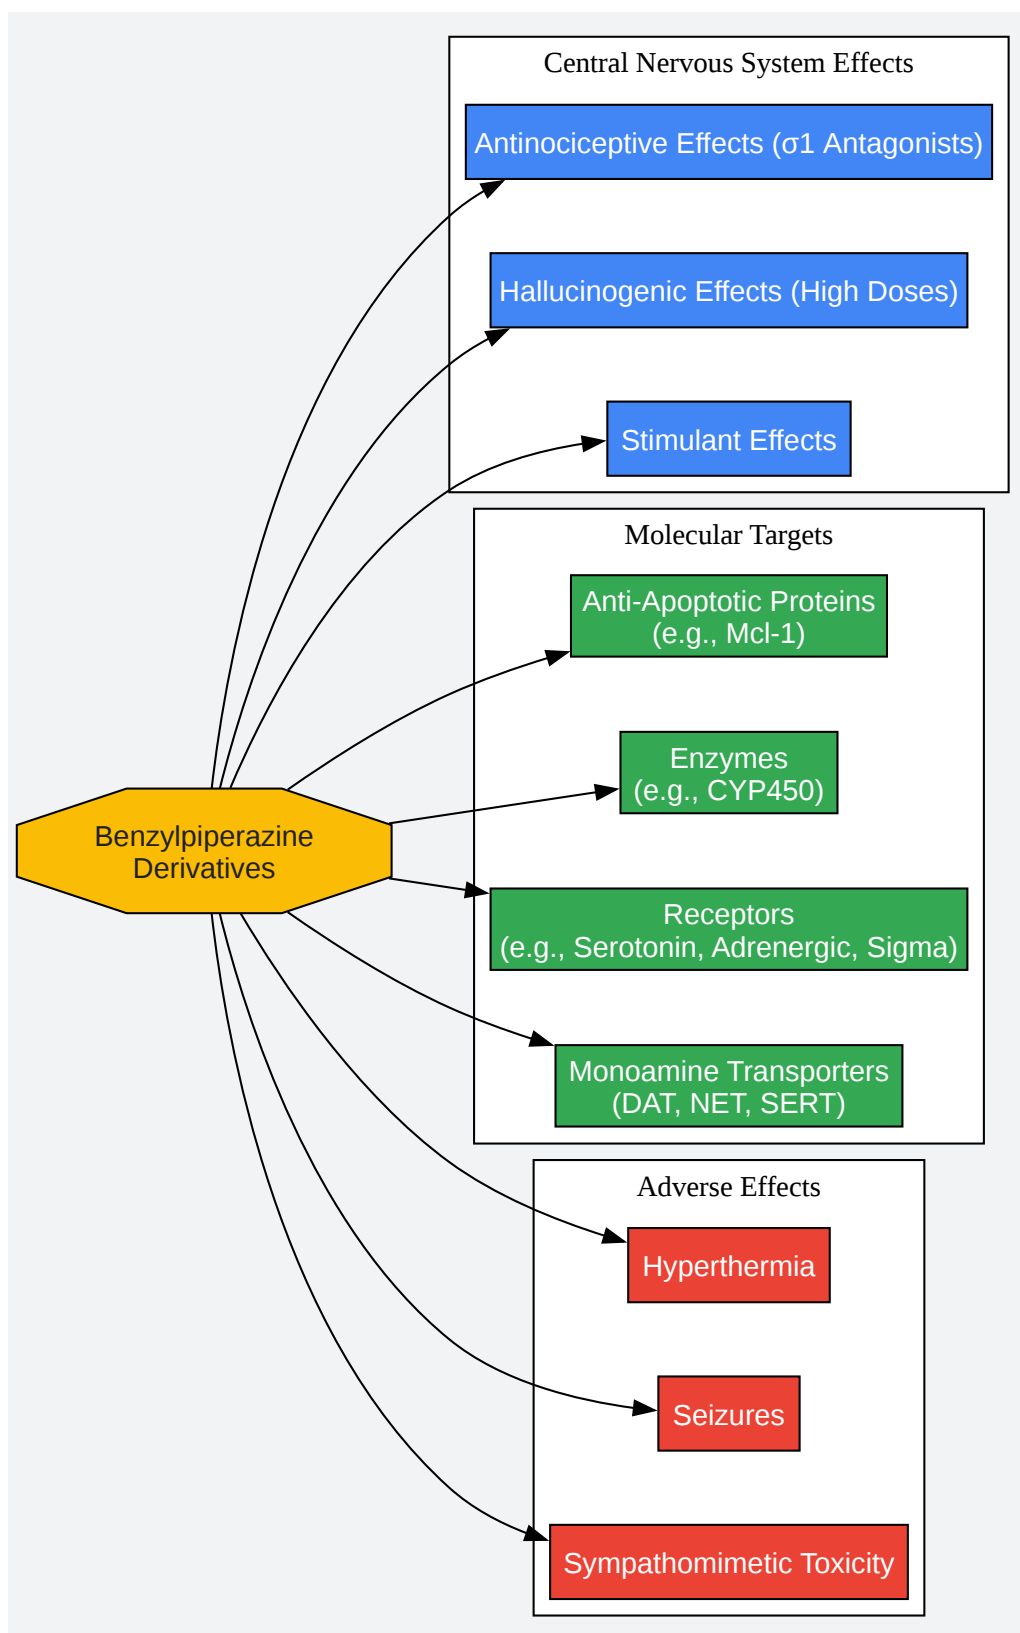 Central Nervous System Effects
Antinociceptive Effects (σ1 Antagonists)
Hallucinogenic Effects (High Doses)
Stimulant Effects
Molecular Targets
Anti-Apoptotic Proteins
(e.g., Mcl-1)
Enzymes
(e.g., CYP450)
Benzylpiperazine
Derivatives
Receptors
(e.g., Serotonin, Adrenergic, Sigma)
Monoamine Transporters
(DAT, NET, SERT)
Adverse Effects
Hyperthermia
Seizures
Sympathomimetic Toxicity